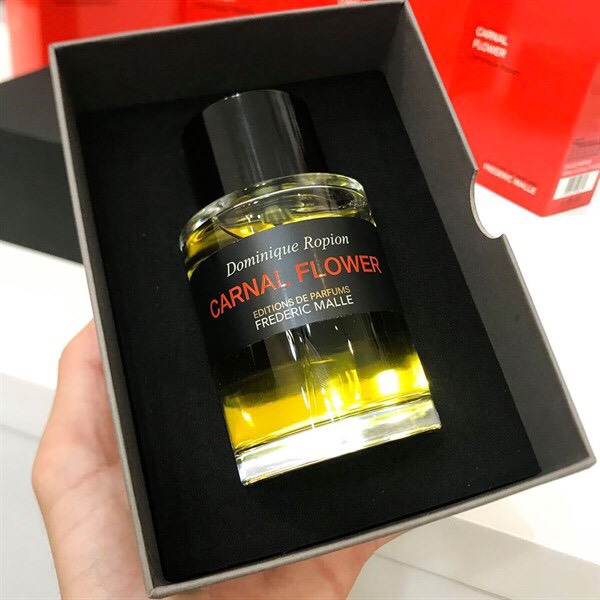 CARNAL
FLOWER
FREDERIC MALLE
Dominique Ropion
CARNAL FLOWER
EDITIONS DE PARFUMS
FREDERIC MALLE